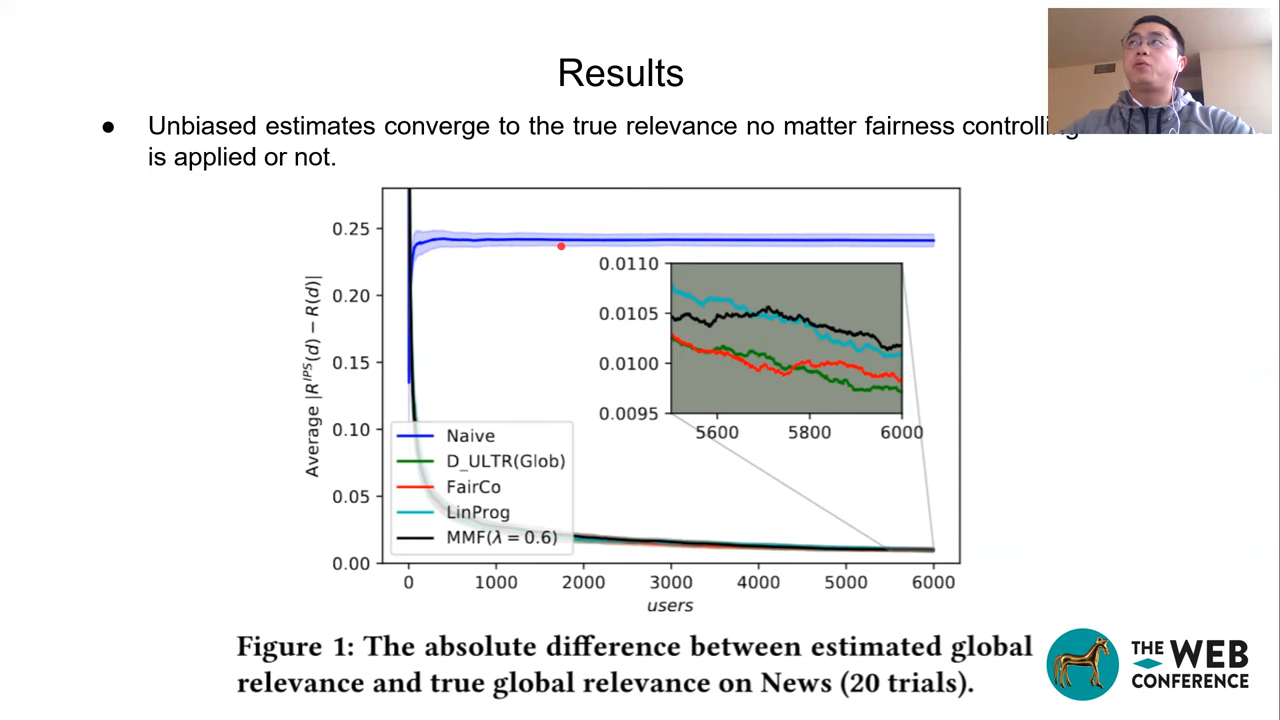 Results
● Unbiased estimates converge to the true relevance no matter fairness controlling
is applied or not.
Average |R^IPS(d) − R(d)|
0.25
0.20
0.15
0.10
0.05
0.00
0.0110
0.0105
0.0100
0.0095
5600 5800 6000
Naive
D_ULTR(Glob)
FairCo
LinProg
MMF(λ = 0.6)
0 1000 2000 3000 4000 5000 6000
users
Figure 1: The absolute difference between estimated global
relevance and true global relevance on News (20 trials).
THE WEB
CONFERENCE